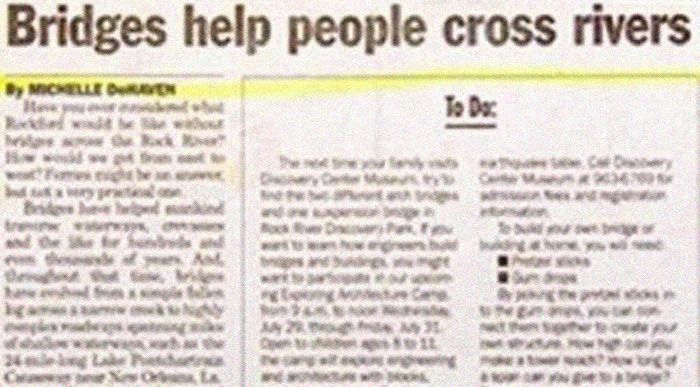 Bridges help people cross rivers
By MICHELLE DeHAVEN
Have you ever considered what
Rockford would be like without
bridges across the Rock River?
How would we get from east to
west? Ferries might be an answer,
but not a very practical one.
Bridges have helped mankind
traverse waterways, crevasses
and the like for hundreds and
even thousands of years. And,
throughout that time, bridges
have evolved from a simple fallen
log across a narrow creek to highly
complex roadways spanning miles
of shallow waterways, such as the
24-mile-long Lake Pontchartrain
Causeway near New Orleans, La.
To Do:
The next time your family visits
Discovery Center Museum, try to
find the two different arch bridges
and one suspension bridge in
Rock River Discovery Park. If you
want to learn how engineers build
bridges and buildings, you might
want to participate in our upcom-
ing Exploring Architecture Camp
from 9 a.m. to noon Wednesday,
July 29, through Friday, July 31.
Open to children ages 8 to 11,
the camp will explore engineering
and architecture with blocks,
earthquake table. Call Discovery
Center Museum at
admission fees and registration
information.
To build your own bridge or
building at home, you will need:
■ Pretzel sticks
■ Gum drops
By poking the pretzel sticks in-
to the gum drops, you can con-
nect them together to create your
own structure. How high can you
make a tower reach? How long of
a span can you give to a bridge?